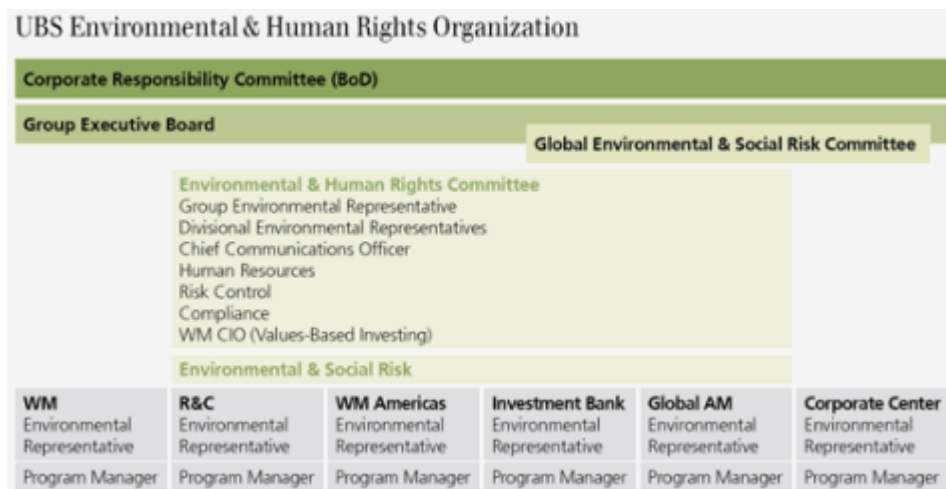 UBS Environmental & Human Rights Organization
Corporate Responsibility Committee (BoD)
Group Executive Board
Global Environmental & Social Risk Committee
Environmental & Human Rights Committee
Group Environmental Representative
Divisional Environmental Representatives
Chief Communications Officer
Human Resources
Risk Control
Compliance
WM CIO (Values-Based Investing)
Environmental & Social Risk
WM
Environmental
Representative
Program Manager
R&C
Environmental
Representative
Program Manager
WM Americas
Environmental
Representative
Program Manager
Investment Bank
Environmental
Representative
Program Manager
Global AM
Environmental
Representative
Program Manager
Corporate Center
Environmental
Representative
Program Manager